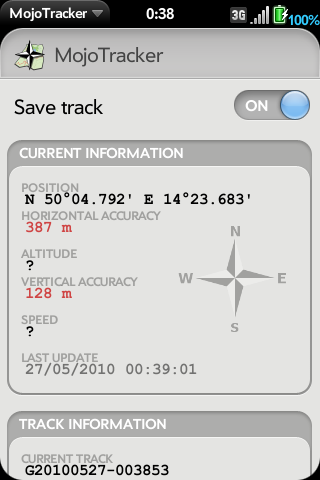 MojoTracker 0:38 3G 100%
MojoTracker
Save track ON
CURRENT INFORMATION
POSITION
N 50°04.792' E 14°23.683'
HORIZONTAL ACCURACY
387 m
N
ALTITUDE
?
W E
VERTICAL ACCURACY
128 m
SPEED
S
?
LAST UPDATE
27/05/2010 00:39:01
TRACK INFORMATION
CURRENT TRACK
G20100527-003853